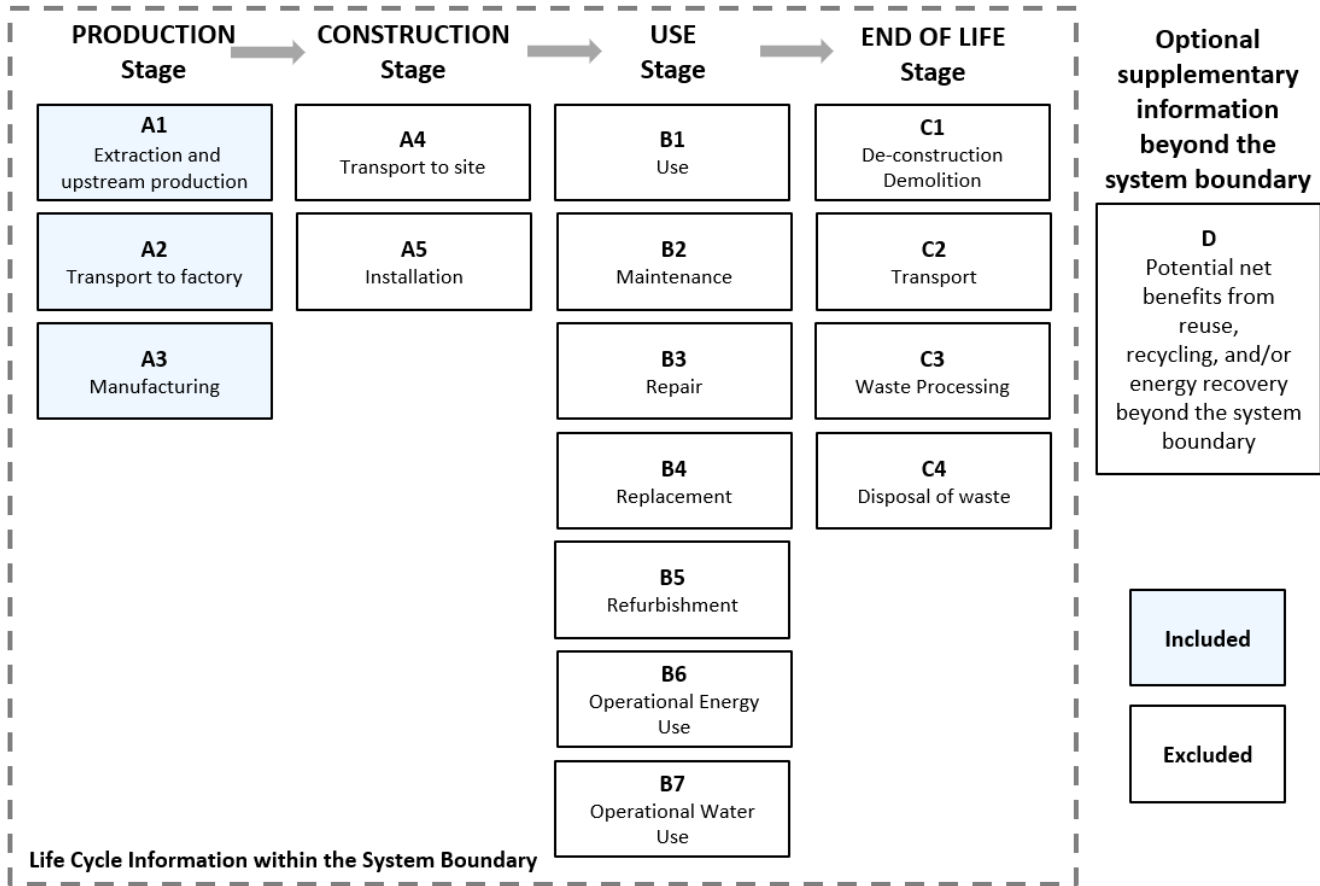 PRODUCTION
Stage
CONSTRUCTION
Stage
USE
Stage
END OF LIFE
Stage
A1
Extraction and
upstream production
A2
Transport to factory
A3
Manufacturing
A4
Transport to site
A5
Installation
B1
Use
B2
Maintenance
B3
Repair
B4
Replacement
B5
Refurbishment
B6
Operational Energy
Use
B7
Operational Water
Use
C1
De-construction
Demolition
C2
Transport
C3
Waste Processing
C4
Disposal of waste
Life Cycle Information within the System Boundary
Optional
supplementary
information
beyond the
system boundary
D
Potential net
benefits from
reuse,
recycling, and/or
energy recovery
beyond the system
boundary
Included
Excluded